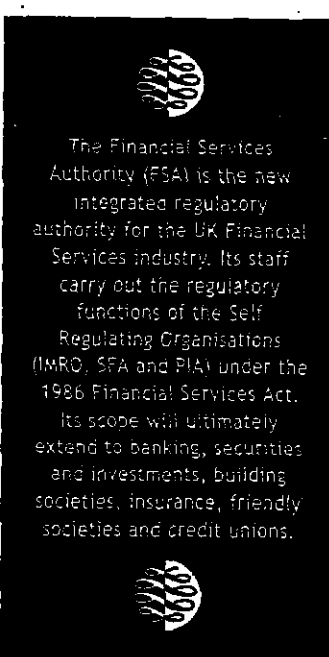 The Financial Services
Authority (FSA) is the new
integrated regulatory
authority for the UK Financial
Services industry. Its staff
carry out the regulatory
functions of the Self
Regulating Organisations
(IMRO, SFA and PIA) under the
1986 Financial Services Act.
Its scope will ultimately
extend to banking, securities
and investments, building
societies, insurance, friendly
societies and credit unions.